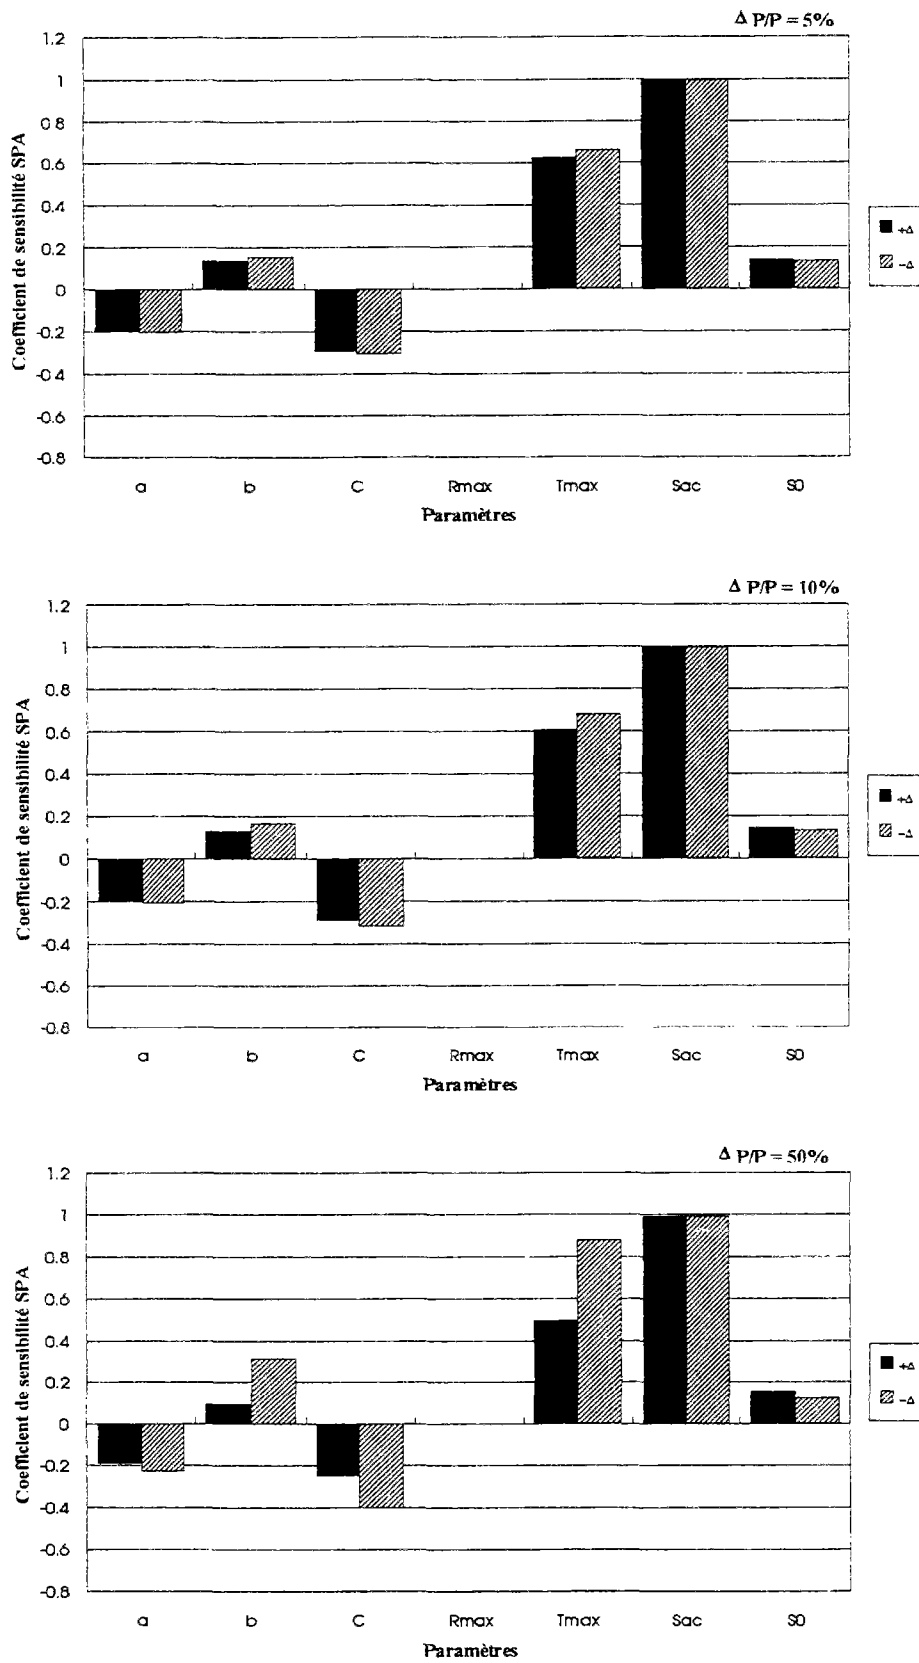 Δ P/P = 5%
1.2
1
0.8
0.6
0.4
0.2
0
-0.2
-0.4
-0.6
-0.8
Coefficient de sensibilité SPA
a b C Rmax Tmax Sac S0
Paramètres
+Δ
-Δ
Δ P/P = 10%
1.2
1
0.8
0.6
0.4
0.2
0
-0.2
-0.4
-0.6
-0.8
Coefficient de sensibilité SPA
a b C Rmax Tmax Sac S0
Paramètres
+Δ
-Δ
Δ P/P = 50%
1.2
1
0.8
0.6
0.4
0.2
0
-0.2
-0.4
-0.6
-0.8
Coefficient de sensibilité SPA
a b C Rmax Tmax Sac S0
Paramètres
+Δ
-Δ